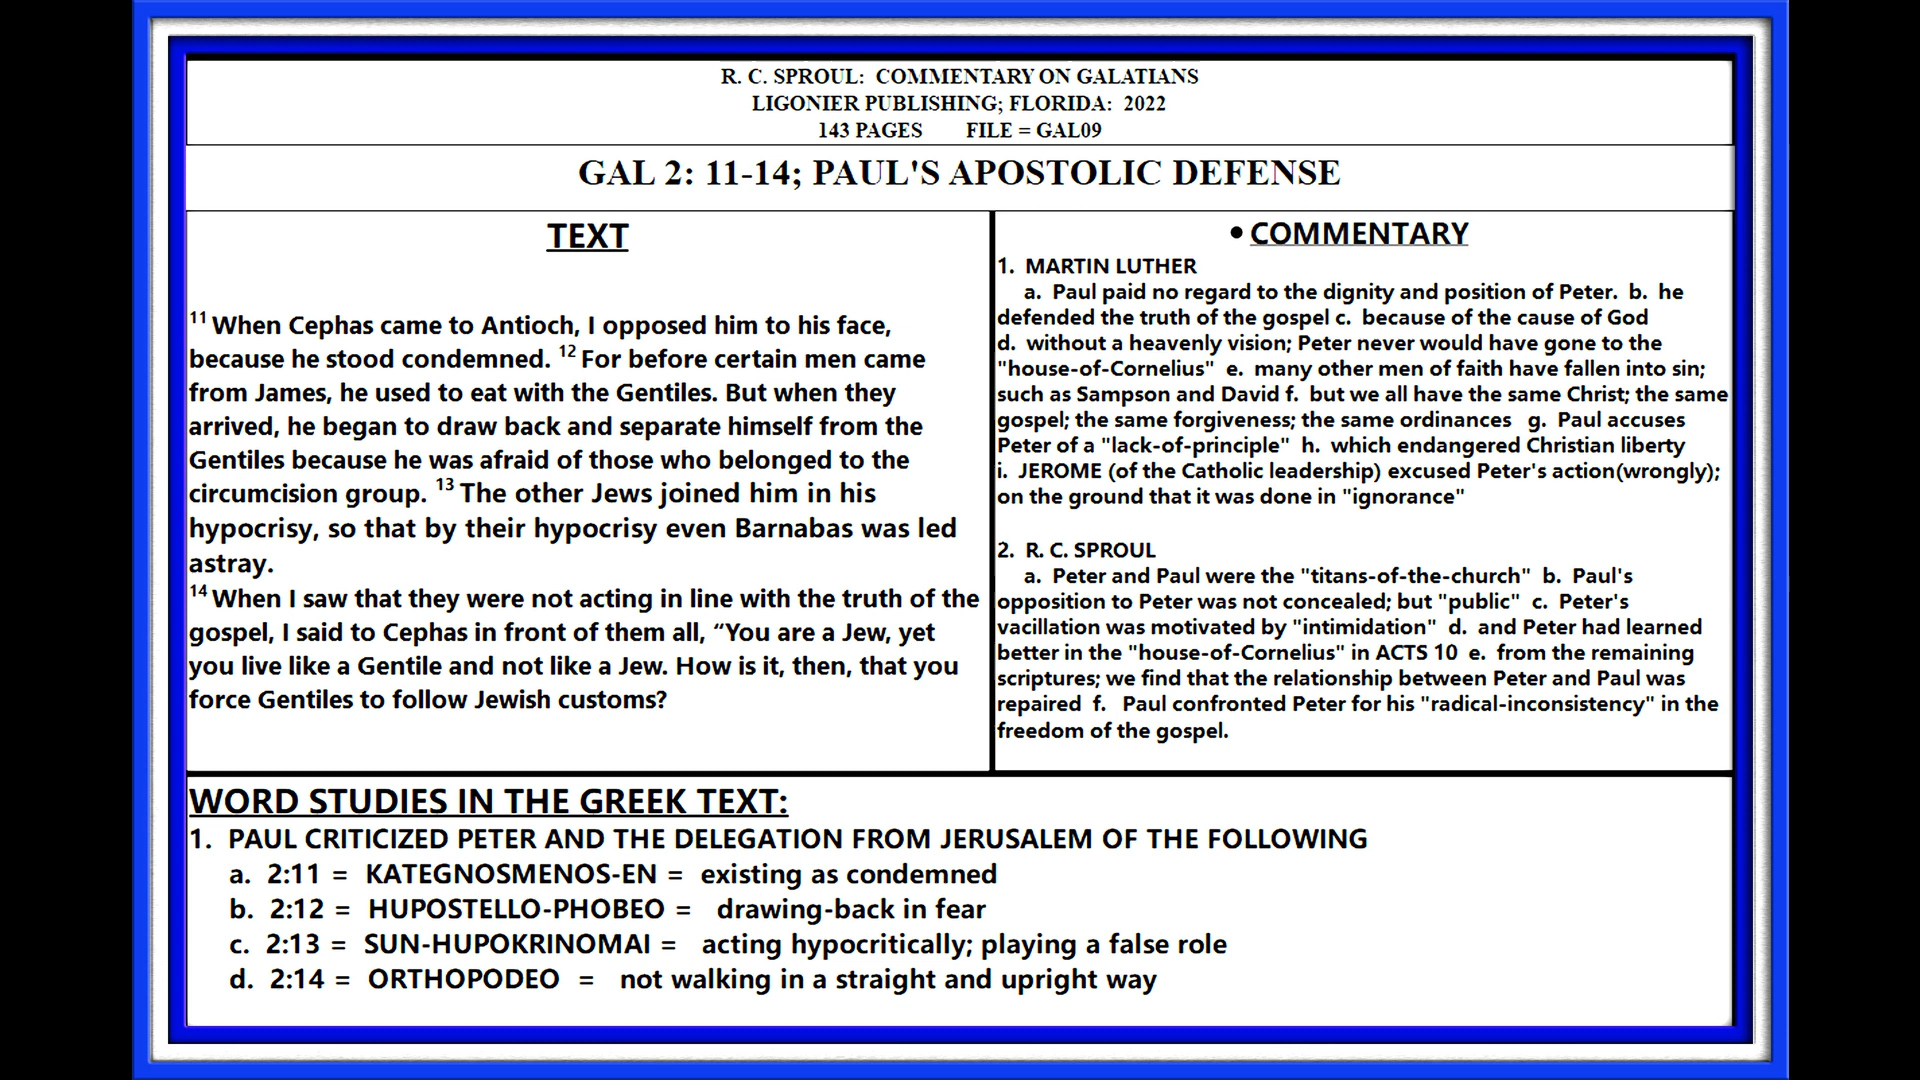 R. C. SPROUL:  COMMENTARY ON GALATIANS
LIGONIER PUBLISHING; FLORIDA:  2022
143 PAGES  FILE = GAL09
GAL 2: 11-14; PAUL'S APOSTOLIC DEFENSE
TEXT
11 When Cephas came to Antioch, I opposed him to his face,
because he stood condemned. 12 For before certain men came
from James, he used to eat with the Gentiles. But when they
arrived, he began to draw back and separate himself from the
Gentiles because he was afraid of those who belonged to the
circumcision group. 13 The other Jews joined him in his
hypocrisy, so that by their hypocrisy even Barnabas was led
astray.
14 When I saw that they were not acting in line with the truth of the
gospel, I said to Cephas in front of them all, “You are a Jew, yet
you live like a Gentile and not like a Jew. How is it, then, that you
force Gentiles to follow Jewish customs?
• COMMENTARY
1.  MARTIN LUTHER
a.  Paul paid no regard to the dignity and position of Peter.  b.  he
defended the truth of the gospel c.  because of the cause of God
d.  without a heavenly vision; Peter never would have gone to the
"house-of-Cornelius"  e.  many other men of faith have fallen into sin;
such as Sampson and David f.  but we all have the same Christ; the same
gospel; the same forgiveness; the same ordinances  g.  Paul accuses
Peter of a "lack-of-principle"  h.  which endangered Christian liberty
i.  JEROME (of the Catholic leadership) excused Peter's action(wrongly);
on the ground that it was done in "ignorance"
2.  R. C. SPROUL
a.  Peter and Paul were the "titans-of-the-church"  b.  Paul's
opposition to Peter was not concealed; but "public"  c.  Peter's
vacillation was motivated by "intimidation"  d.  and Peter had learned
better in the "house-of-Cornelius" in ACTS 10  e.  from the remaining
scriptures; we find that the relationship between Peter and Paul was
repaired  f.  Paul confronted Peter for his "radical-inconsistency" in the
freedom of the gospel.
WORD STUDIES IN THE GREEK TEXT:
1.  PAUL CRITICIZED PETER AND THE DELEGATION FROM JERUSALEM OF THE FOLLOWING
a.  2:11 =  KATEGNOSMENOS-EN =  existing as condemned
b.  2:12 =  HUPOSTELLO-PHOBEO =  drawing-back in fear
c.  2:13 =  SUN-HUPOKRINOMAI =  acting hypocritically; playing a false role
d.  2:14 =  ORTHOPODEO  =  not walking in a straight and upright way